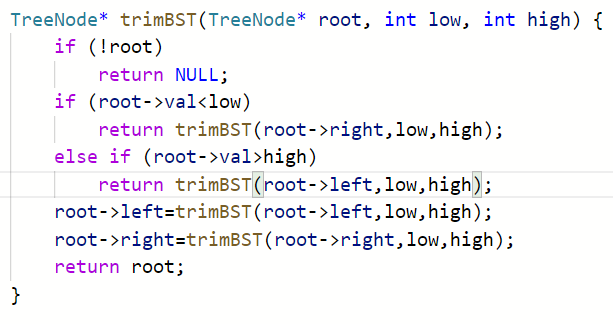 TreeNode* trimBST(TreeNode* root, int low, int high) {
    if (!root)
        return NULL;
    if (root->val<low)
        return trimBST(root->right,low,high);
    else if (root->val>high)
        return trimBST(root->left,low,high);
    root->left=trimBST(root->left,low,high);
    root->right=trimBST(root->right,low,high);
    return root;
}